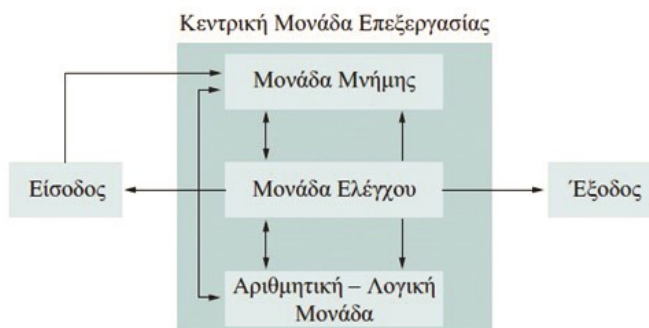 Κεντρική Μονάδα Επεξεργασίας
Μονάδα Μνήμης
Είσοδος
Μονάδα Ελέγχου
Έξοδος
Αριθμητική – Λογική
Μονάδα